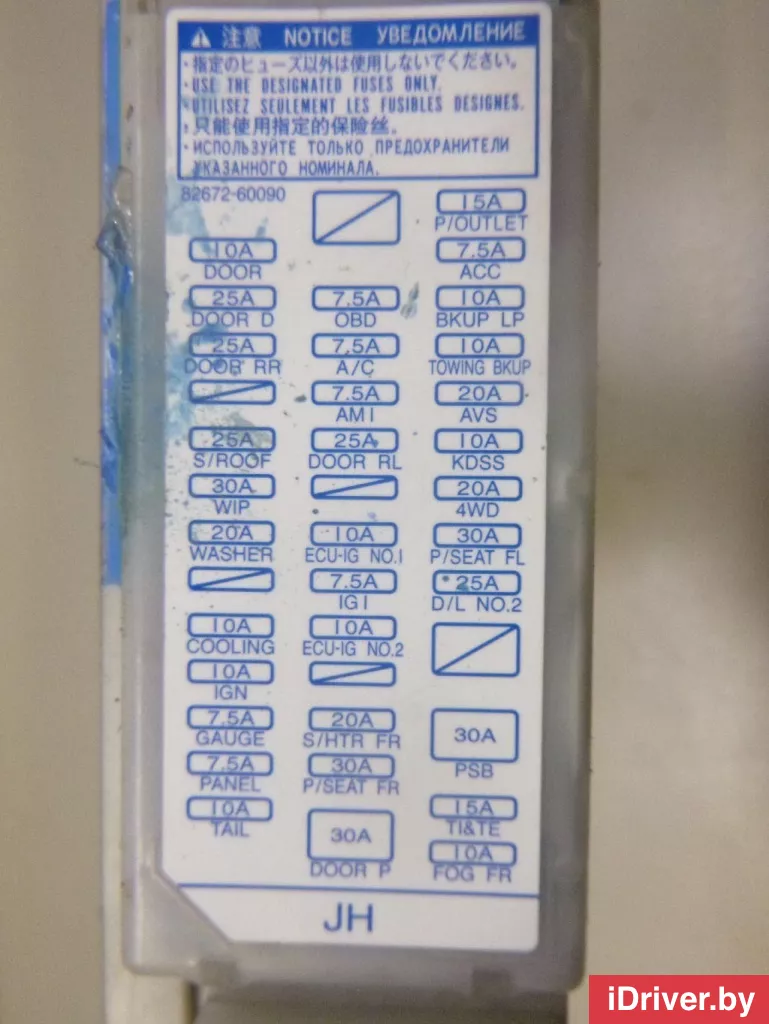 注意 NOTICE УВЕДОМЛЕНИЕ
・指定のヒューズ以外は使用しないでください。
・USE THE DESIGNATED FUSES ONLY.
・UTILISEZ SEULEMENT LES FUSIBLES DESIGNES.
・只能使用指定的保险丝。
・ИСПОЛЬЗУЙТЕ ТОЛЬКО ПРЕДОХРАНИТЕЛИ
УКАЗАННОГО НОМИНАЛА.
82672-60090
10A
DOOR
25A
DOOR D
25A
DOOR RR
25A
S/ROOF
30A
WIP
20A
WASHER
10A
COOLING
10A
IGN
7.5A
GAUGE
7.5A
PANEL
10A
TAIL
7.5A
OBD
7.5A
A/C
7.5A
AM1
25A
DOOR RL
10A
ECU-IG NO.1
7.5A
IG1
10A
ECU-IG NO.2
20A
S/HTR FR
30A
P/SEAT FR
30A
DOOR P
15A
P/OUTLET
7.5A
ACC
10A
BKUP LP
10A
TOWING BKUP
20A
AVS
10A
KDSS
20A
4WD
30A
P/SEAT FL
25A
D/L NO.2
30A
PSB
15A
TI&TE
10A
FOG FR
JH
iDriver.by